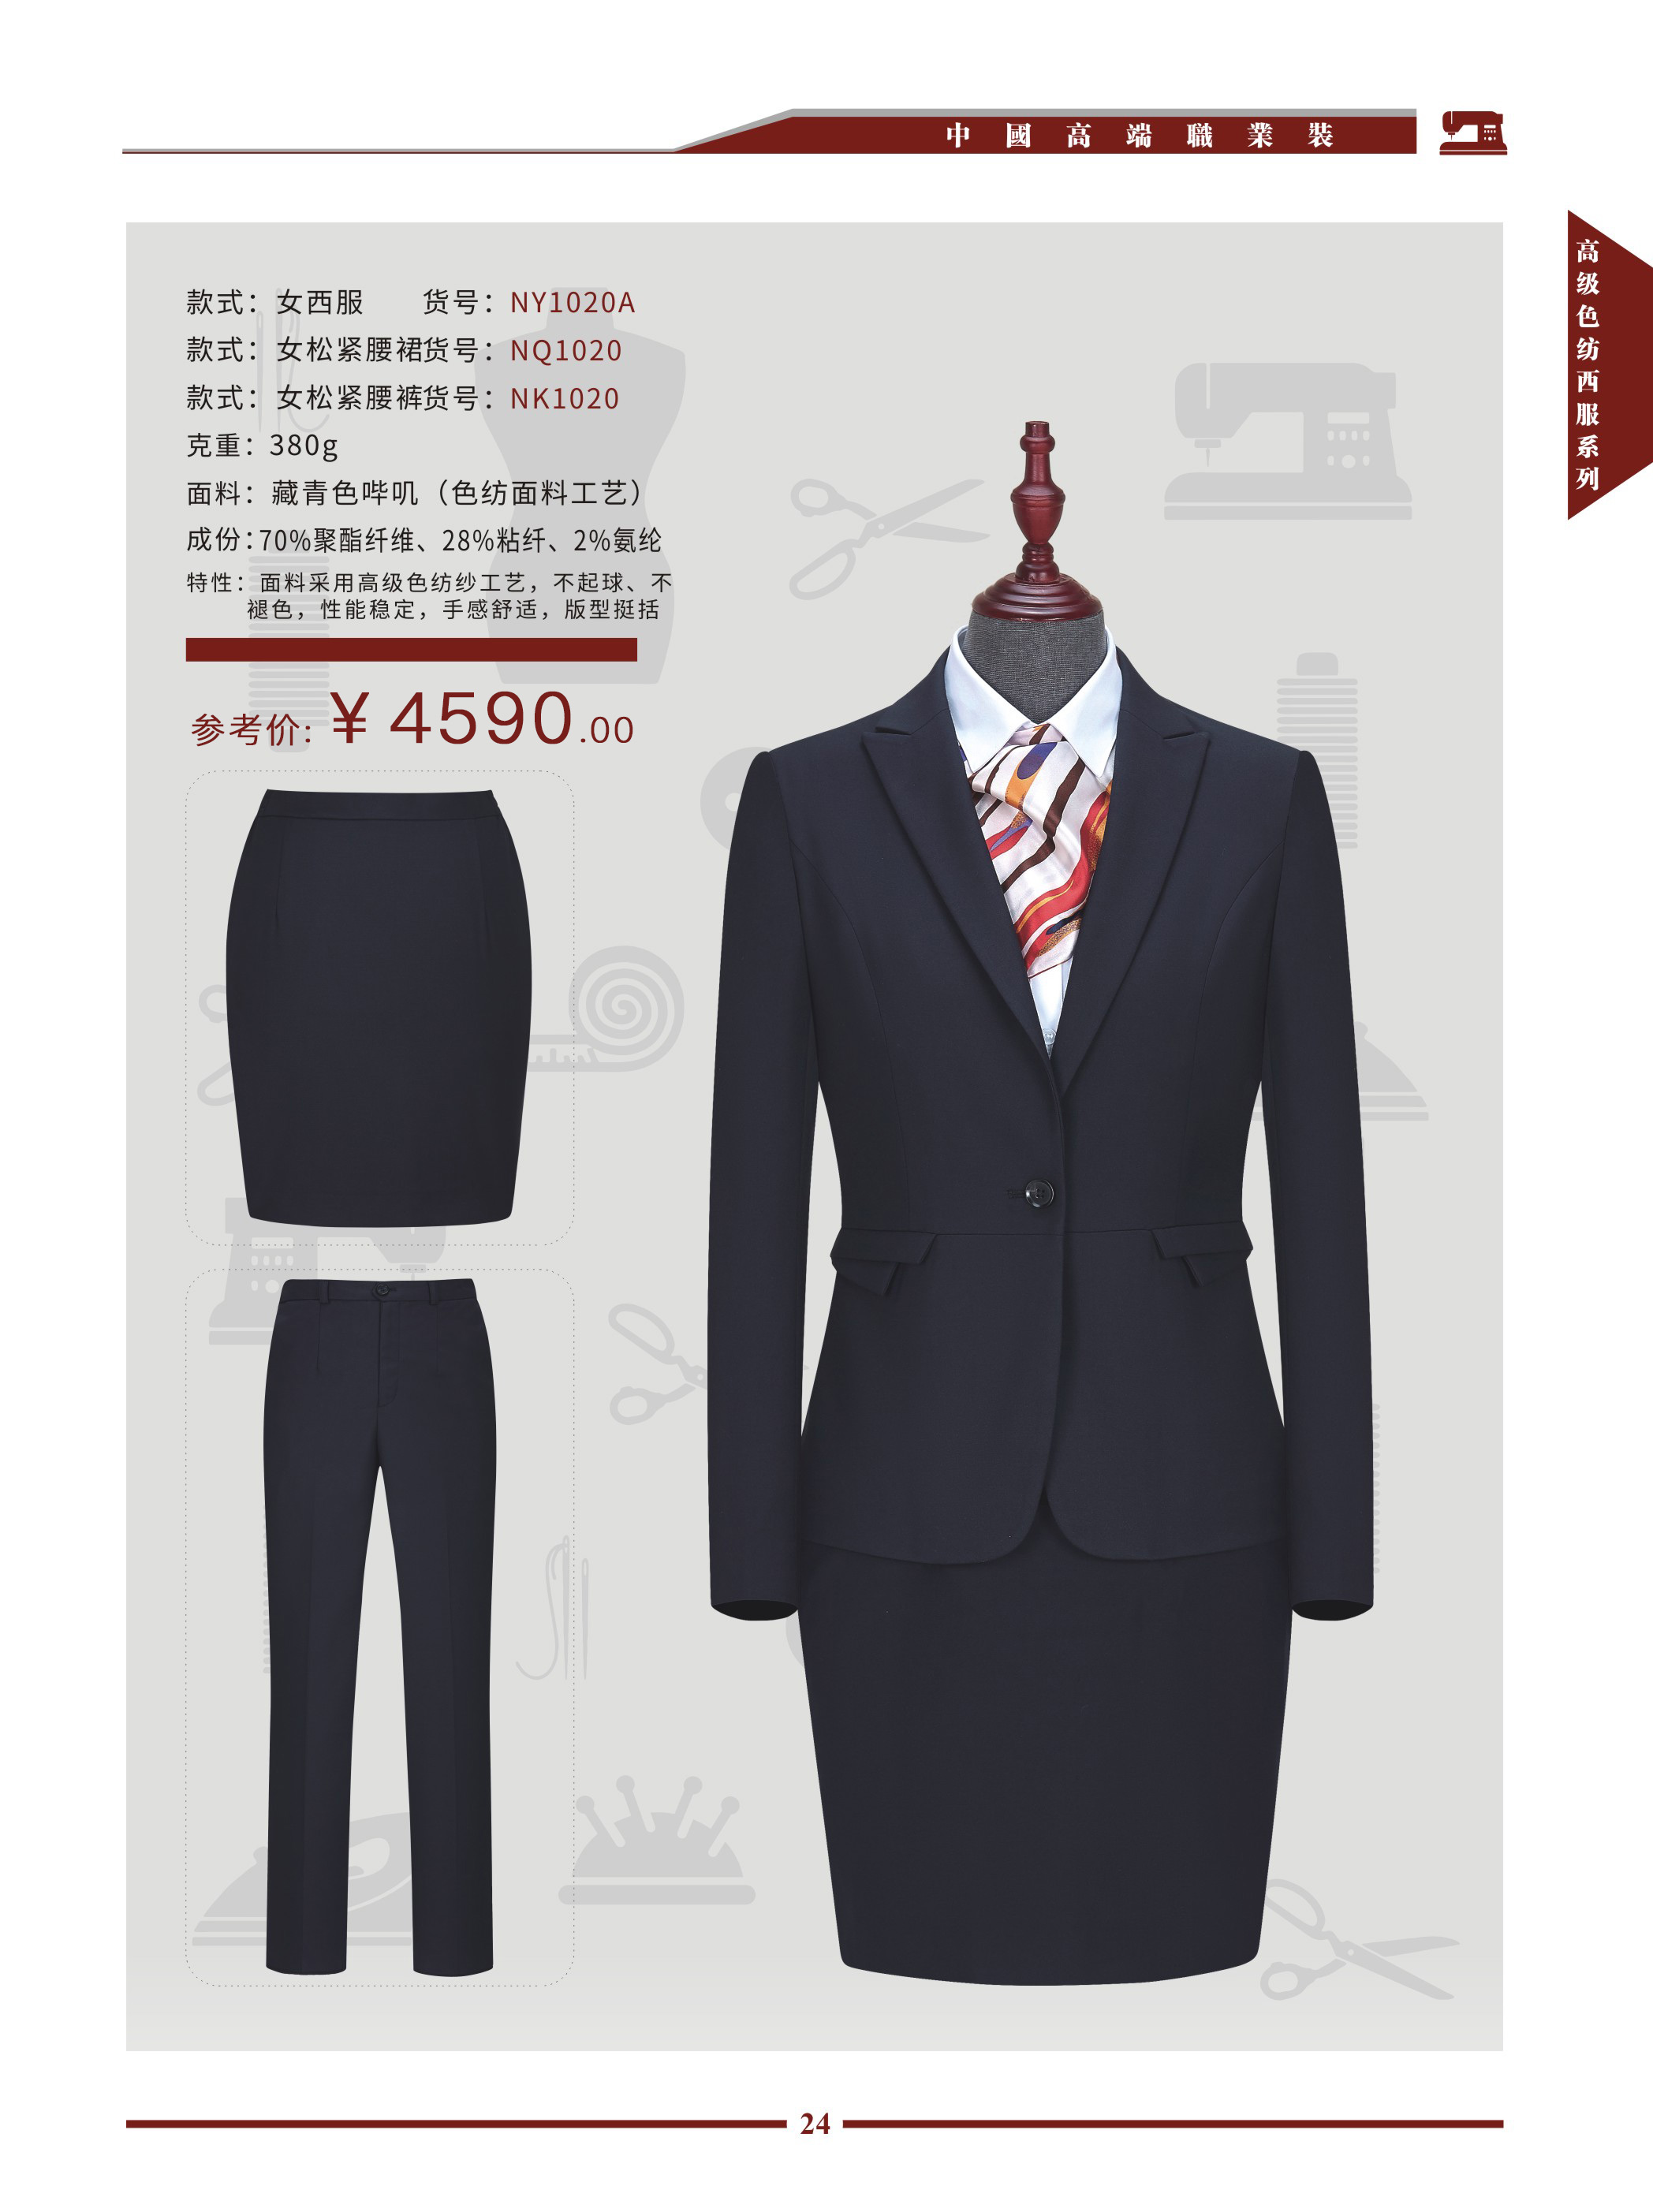 中國高端職業裝
高级色纺西服系列
款式：女西服 货号：NY1020A
款式：女松紧腰裙货号：NQ1020
款式：女松紧腰裤货号：NK1020
克重：380g
面料：藏青色哔叽（色纺面料工艺）
成份：70%聚酯纤维、28%粘纤、2%氨纶
特性：面料采用高级色纺纱工艺，不起球、不
褪色，性能稳定，手感舒适，版型挺括
参考价：￥4590.00
24